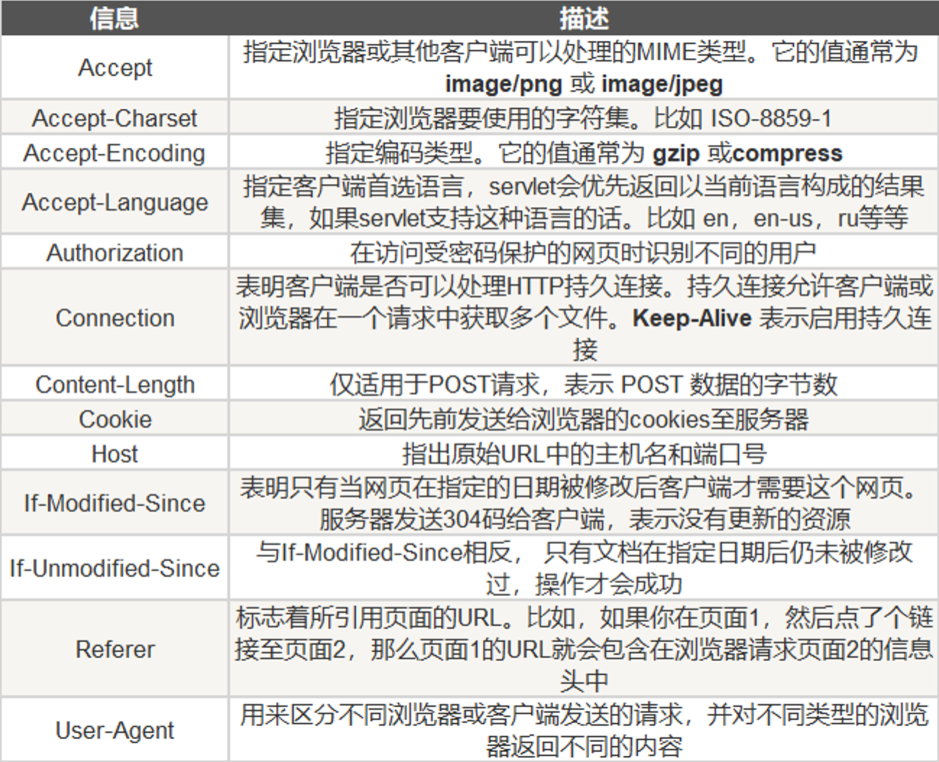 信息 描述
Accept
指定浏览器或其他客户端可以处理的MIME类型。它的值通常为
image/png 或 image/jpeg
Accept-Charset 指定浏览器要使用的字符集。比如 ISO-8859-1
Accept-Encoding 指定编码类型。它的值通常为 gzip 或compress
Accept-Language
指定客户端首选语言，servlet会优先返回以当前语言构成的结果
集，如果servlet支持这种语言的话。比如 en，en-us，ru等等
Authorization 在访问受密码保护的网页时识别不同的用户
Connection
表明客户端是否可以处理HTTP持久连接。持久连接允许客户端或
浏览器在一个请求中获取多个文件。Keep-Alive 表示启用持久连
接
Content-Length 仅适用于POST请求，表示 POST 数据的字节数
Cookie 返回先前发送给浏览器的cookies至服务器
Host 指出原始URL中的主机名和端口号
If-Modified-Since
表明只有当网页在指定的日期被修改后客户端才需要这个网页。
服务器发送304码给客户端，表示没有更新的资源
If-Unmodified-Since
与If-Modified-Since相反， 只有文档在指定日期后仍未被修改
过，操作才会成功
Referer
标志着所引用页面的URL。比如，如果你在页面1，然后点了个链
接至页面2，那么页面1的URL就会包含在浏览器请求页面2的信息
头中
User-Agent
用来区分不同浏览器或客户端发送的请求，并对不同类型的浏览
器返回不同的内容